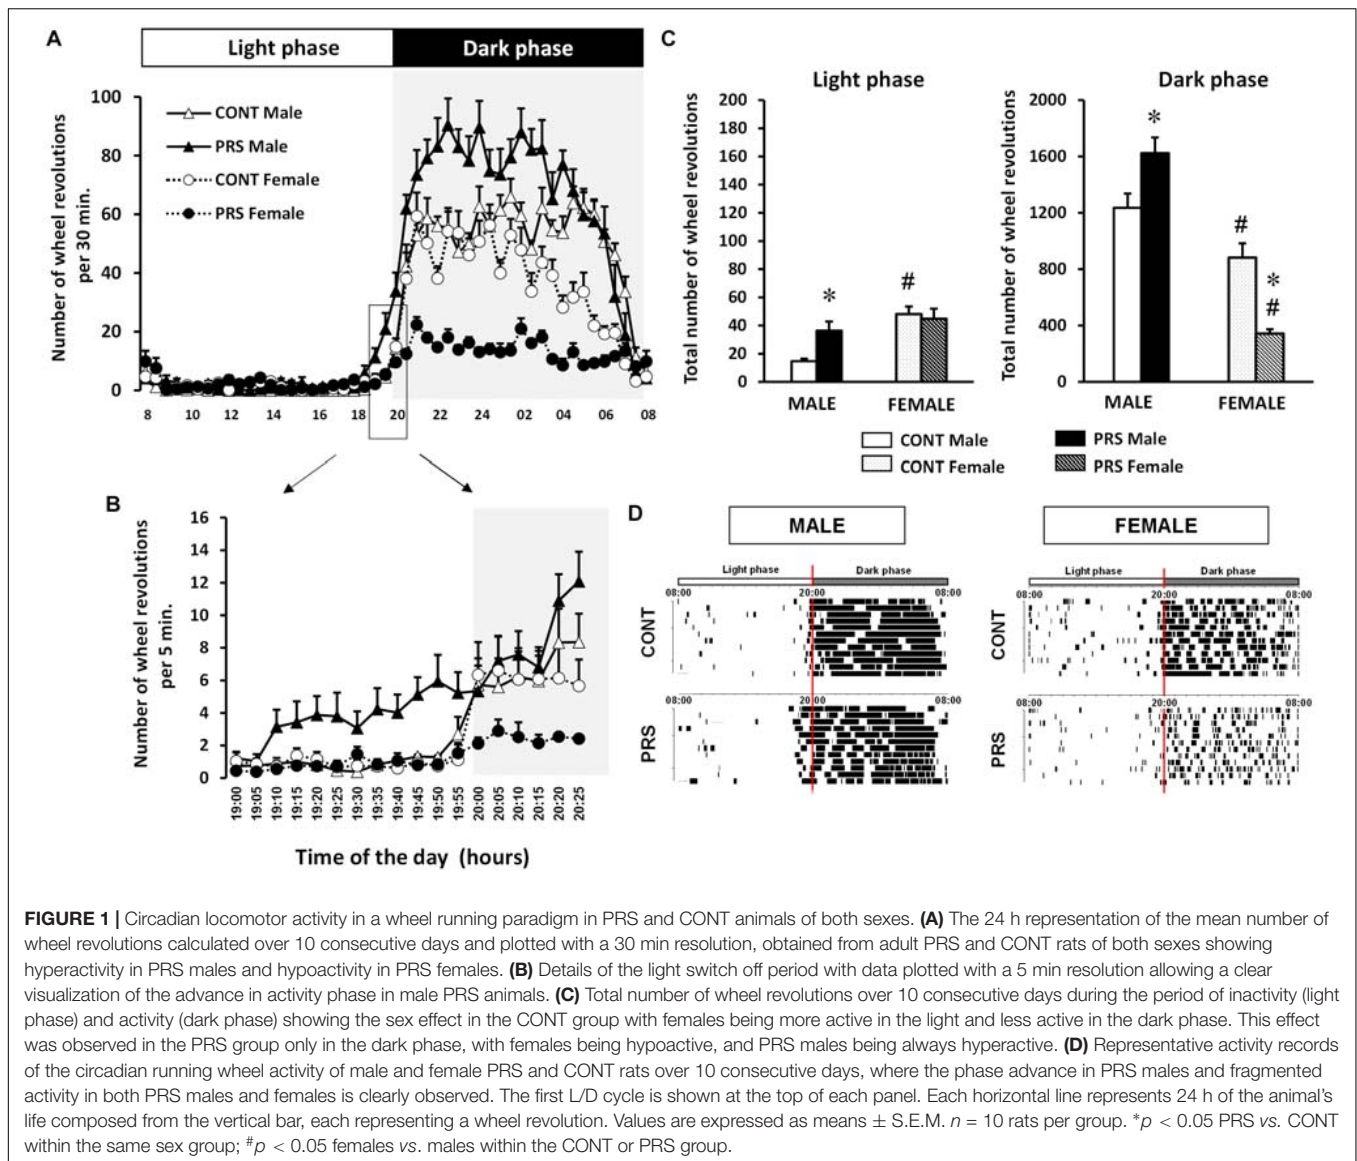 A
Light phase
Dark phase
Number of wheel revolutions
per 30 min.
100
80
60
40
20
0
CONT Male
PRS Male
CONT Female
PRS Female
8 10 12 14 16 18 20 22 24 02 04 06 08
B
Number of wheel revolutions
per 5 min.
16
14
12
10
8
6
4
2
0
19:00 19:05 19:10 19:15 19:20 19:25 19:30 19:35 19:40 19:45 19:50 19:55 20:00 20:05 20:10 20:15 20:20 20:25
Time of the day (hours)
C
Light phase
Total number of wheel revolutions
200
180
160
140
120
100
80
60
40
20
0
*
#
MALE FEMALE
Dark phase
Total number of wheel revolutions
2000
1600
1200
800
400
0
*
#
*
#
MALE FEMALE
CONT Male PRS Male
CONT Female PRS Female
D
MALE
Light phase Dark phase
08:00 20:00 08:00
CONT
20:00 08:00
PRS
FEMALE
Light phase Dark phase
08:00 20:00 08:00
CONT
20:00 08:00
PRS
FIGURE 1 | Circadian locomotor activity in a wheel running paradigm in PRS and CONT animals of both sexes. (A) The 24 h representation of the mean number of
wheel revolutions calculated over 10 consecutive days and plotted with a 30 min resolution, obtained from adult PRS and CONT rats of both sexes showing
hyperactivity in PRS males and hypoactivity in PRS females. (B) Details of the light switch off period with data plotted with a 5 min resolution allowing a clear
visualization of the advance in activity phase in male PRS animals. (C) Total number of wheel revolutions over 10 consecutive days during the period of inactivity (light
phase) and activity (dark phase) showing the sex effect in the CONT group with females being more active in the light and less active in the dark phase. This effect
was observed in the PRS group only in the dark phase, with females being hypoactive, and PRS males being always hyperactive. (D) Representative activity records
of the circadian running wheel activity of male and female PRS and CONT rats over 10 consecutive days, where the phase advance in PRS males and fragmented
activity in both PRS males and females is clearly observed. The first L/D cycle is shown at the top of each panel. Each horizontal line represents 24 h of the animal's
life composed from the vertical bar, each representing a wheel revolution. Values are expressed as means ± S.E.M. n = 10 rats per group. *p < 0.05 PRS vs. CONT
within the same sex group; #p < 0.05 females vs. males within the CONT or PRS group.